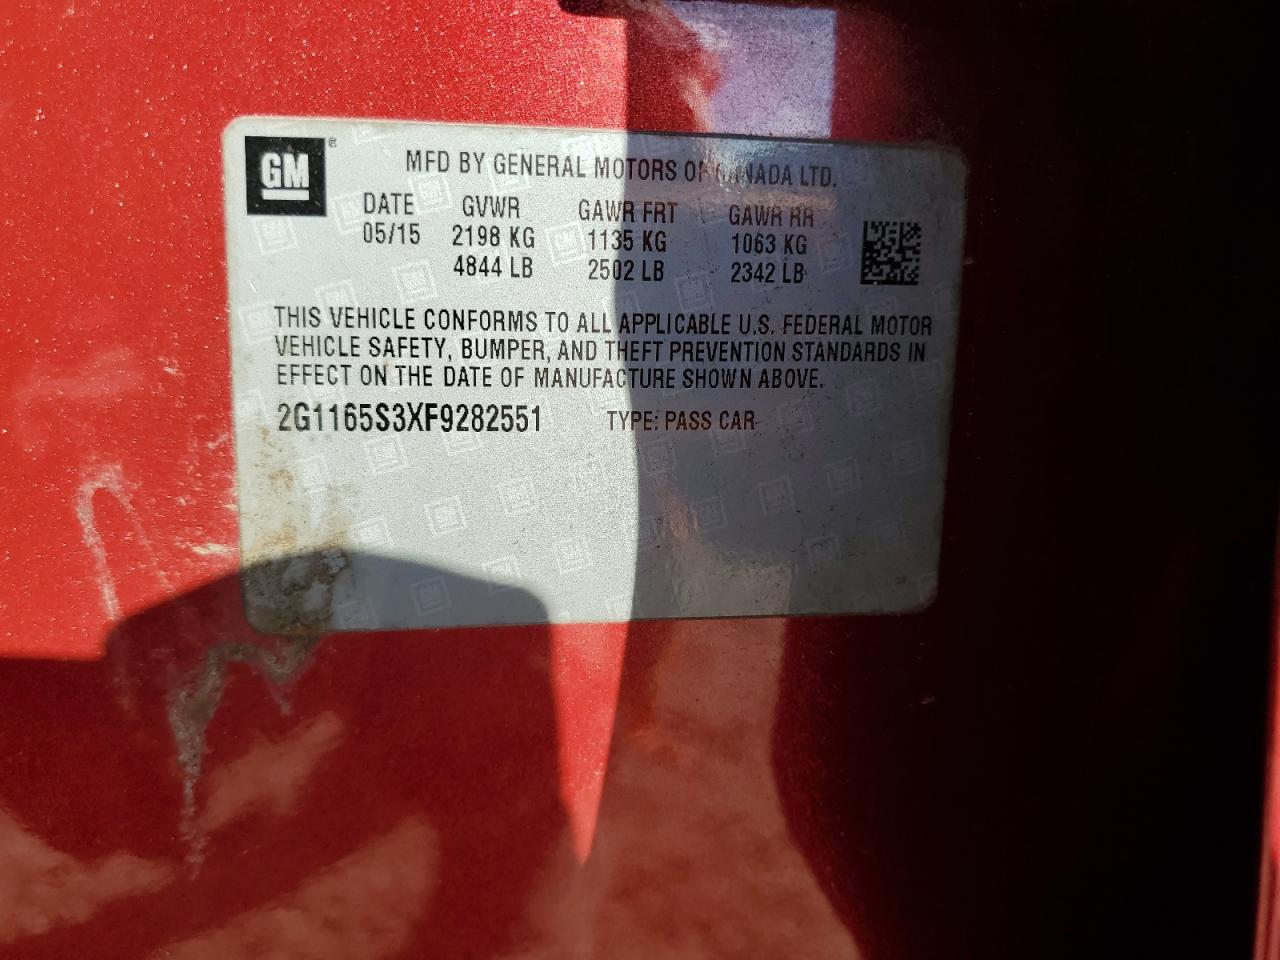 GM ®
MFD BY GENERAL MOTORS OF CANADA LTD.
DATE GVWR GAWR FRT GAWR RR
05/15 2198 KG 1135 KG 1063 KG
4844 LB 2502 LB 2342 LB
THIS VEHICLE CONFORMS TO ALL APPLICABLE U.S. FEDERAL MOTOR
VEHICLE SAFETY, BUMPER, AND THEFT PREVENTION STANDARDS IN
EFFECT ON THE DATE OF MANUFACTURE SHOWN ABOVE.
2G1165S3XF9282551 TYPE: PASS CAR